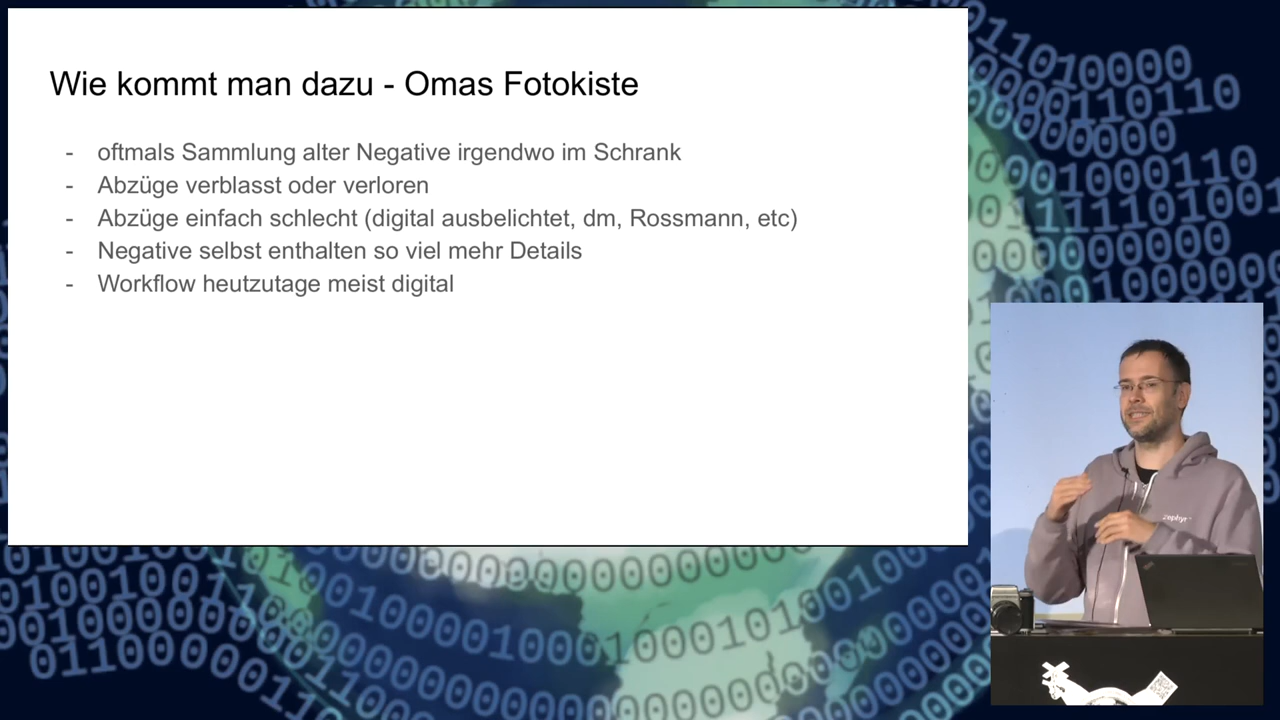 Wie kommt man dazu - Omas Fotokiste
- oftmals Sammlung alter Negative irgendwo im Schrank
- Abzüge verblasst oder verloren
- Abzüge einfach schlecht (digital ausbelichtet, dm, Rossmann, etc)
- Negative selbst enthalten so viel mehr Details
- Workflow heutzutage meist digital